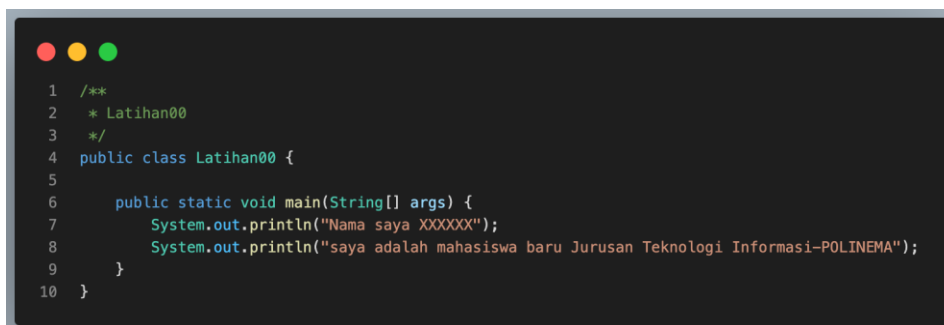 1 /**
2  * Latihan00
3  */
4 public class Latihan00 {
5
6     public static void main(String[] args) {
7         System.out.println("Nama saya XXXXXX");
8         System.out.println("saya adalah mahasiswa baru Jurusan Teknologi Informasi-POLINEMA");
9     }
10 }